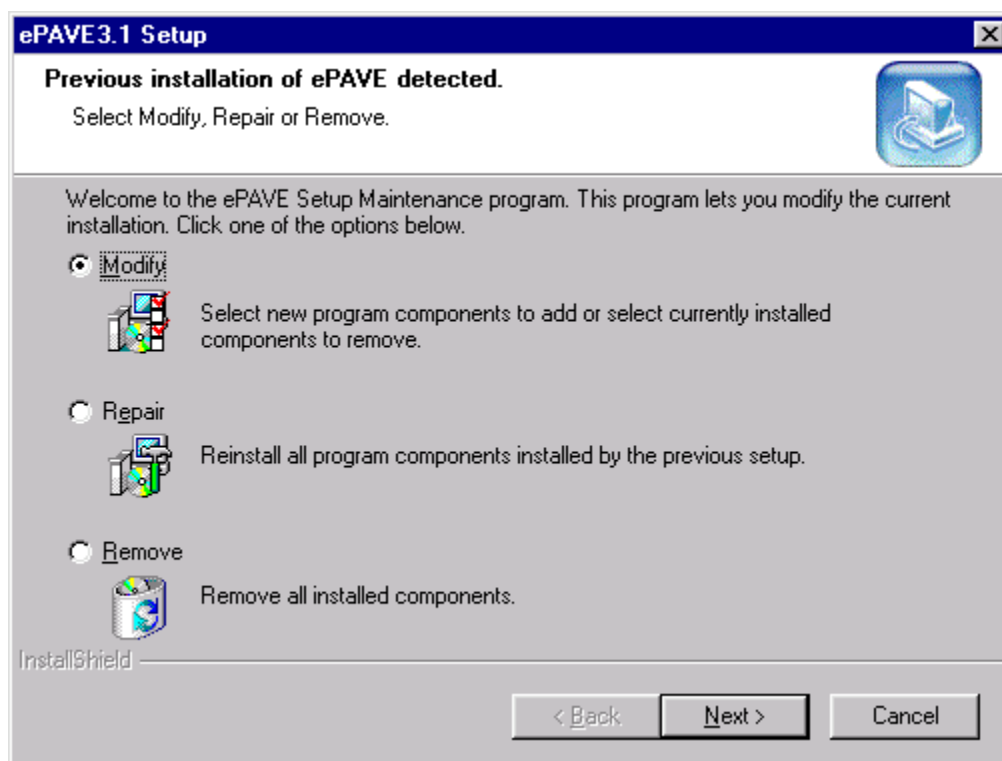 ePAVE3.1 Setup
Previous installation of ePAVE detected.
Select Modify, Repair or Remove.
Welcome to the ePAVE Setup Maintenance program. This program lets you modify the current
installation. Click one of the options below.
Modify
Select new program components to add or select currently installed
components to remove.
Repair
Reinstall all program components installed by the previous setup.
Remove
Remove all installed components.
InstallShield
< Back Next > Cancel